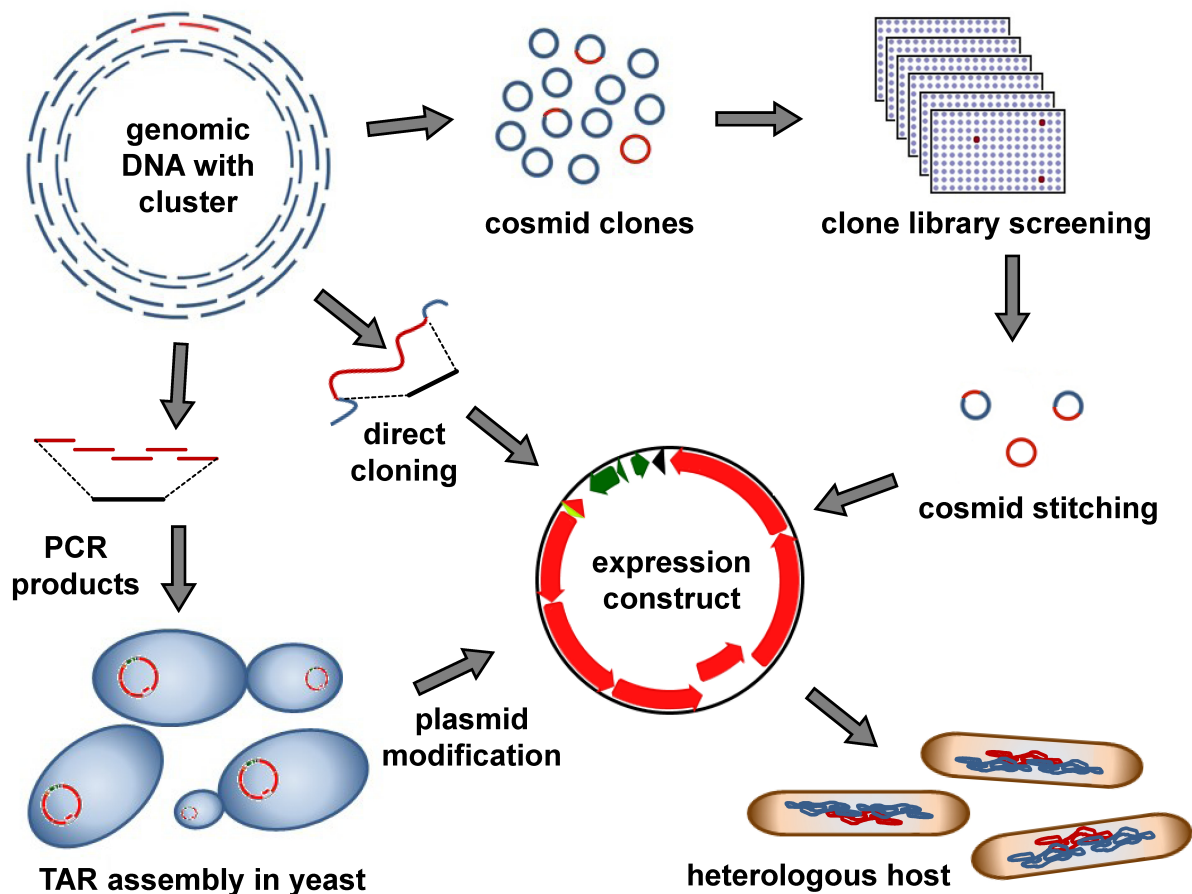 genomic
DNA with
cluster
cosmid clones
clone library screening
direct
cloning
cosmid stitching
PCR
products
expression
construct
plasmid
modification
TAR assembly in yeast
heterologous host